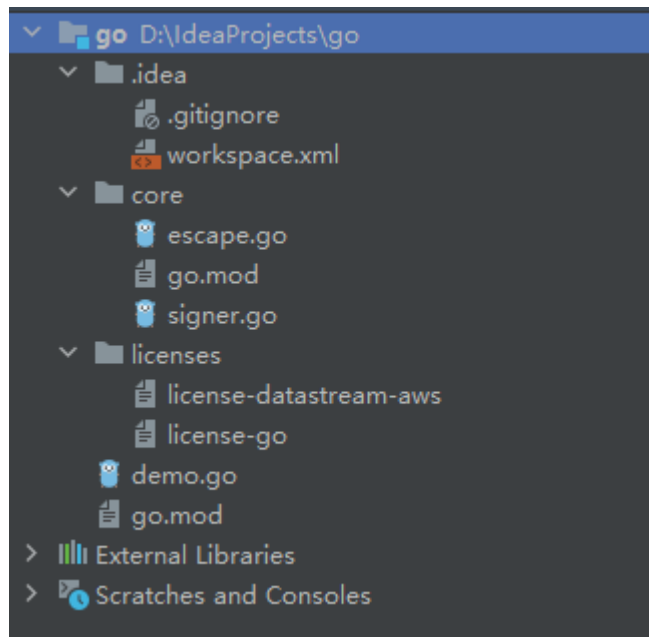 go D:\IdeaProjects\go
.idea
.gitignore
workspace.xml
core
escape.go
go.mod
signer.go
licenses
license-datastream-aws
license-go
demo.go
go.mod
External Libraries
Scratches and Consoles